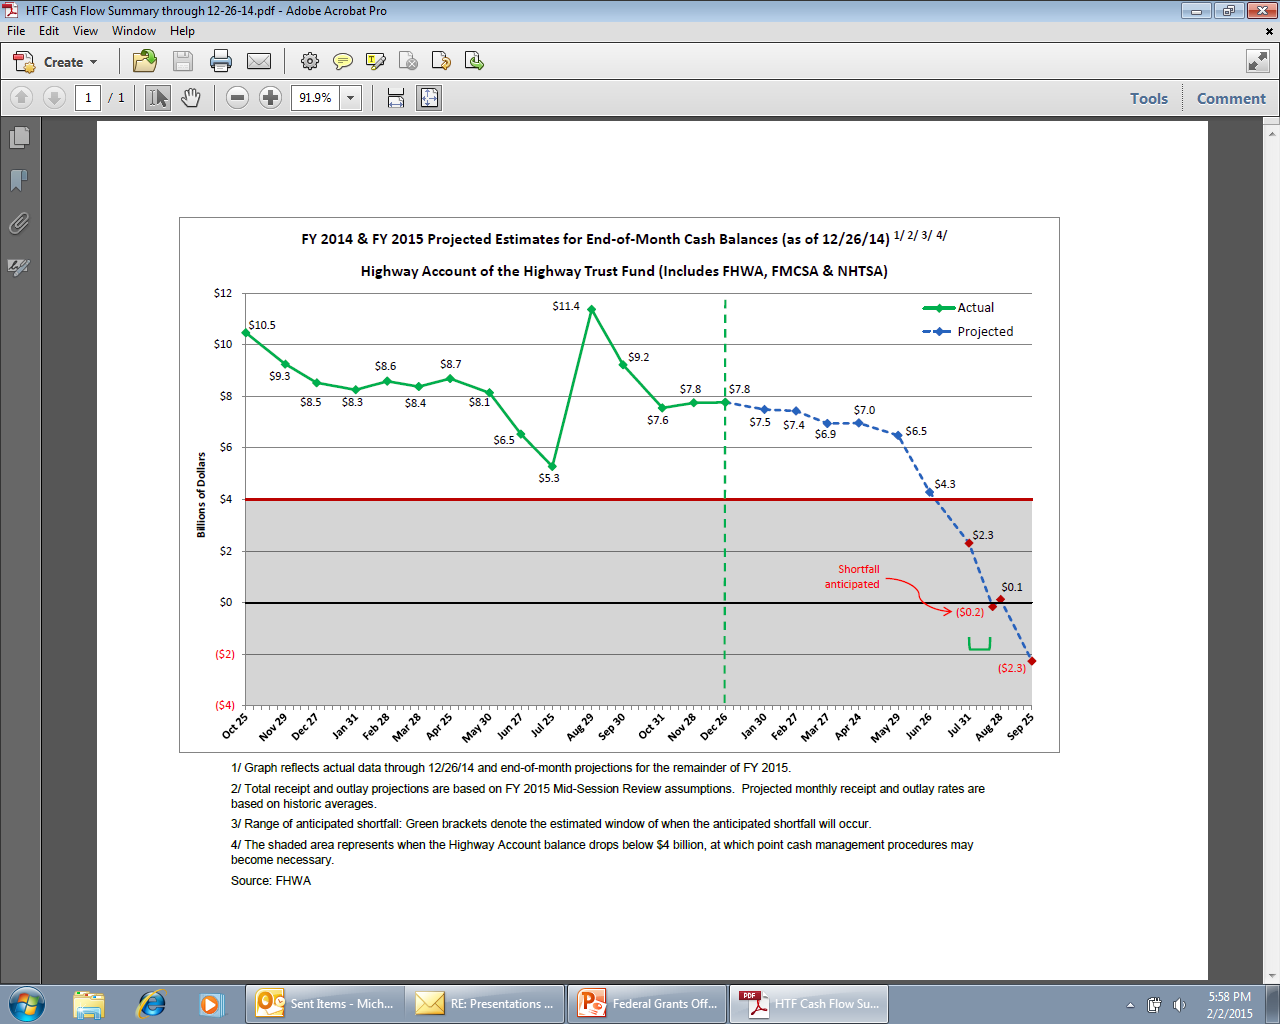 HTF Cash Flow Summary through 12-26-14.pdf - Adobe Acrobat Pro
File Edit View Window Help
Create
1 / 1 91.9% Tools Comment
FY 2014 & FY 2015 Projected Estimates for End-of-Month Cash Balances (as of 12/26/14) 1/ 2/ 3/ 4/
Highway Account of the Highway Trust Fund (Includes FHWA, FMCSA & NHTSA)
Billions of Dollars
$12
$10
$8
$6
$4
$2
$0
($2)
($4)
Actual
Projected
$10.5
$9.3
$8.5
$8.3
$8.6
$8.4
$8.7
$8.1
$6.5
$5.3
$11.4
$9.2
$7.6
$7.8
$7.8
$7.5
$7.4
$6.9
$7.0
$6.5
$4.3
$2.3
Shortfall
anticipated
($0.2)
$0.1
($2.3)
Oct 25
Nov 29
Dec 27
Jan 31
Feb 28
Mar 28
Apr 25
May 30
Jun 27
Jul 25
Aug 29
Sep 30
Oct 31
Nov 28
Dec 26
Jan 30
Feb 27
Mar 27
Apr 24
May 29
Jun 26
Jul 31
Aug 28
Sep 25
1/ Graph reflects actual data through 12/26/14 and end-of-month projections for the remainder of FY 2015.
2/ Total receipt and outlay projections are based on FY 2015 Mid-Session Review assumptions. Projected monthly receipt and outlay rates are
based on historic averages.
3/ Range of anticipated shortfall: Green brackets denote the estimated window of when the anticipated shortfall will occur.
4/ The shaded area represents when the Highway Account balance drops below $4 billion, at which point cash management procedures may
become necessary.
Source: FHWA
Sent Items - Mich...
RE: Presentations ...
Federal Grants Off...
PDF
HTF Cash Flow Su...
5:58 PM
2/2/2015